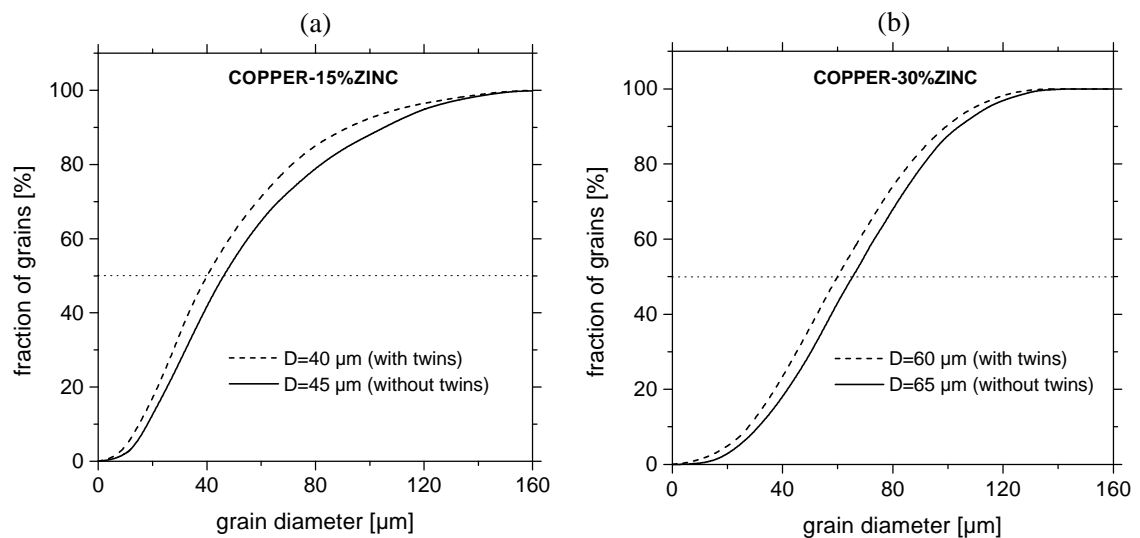 (a)
COPPER-15%ZINC
100
80
60
40
20
0
fraction of grains [%]
D=40 µm (with twins)
D=45 µm (without twins)
0 40 80 120 160
grain diameter [µm]
(b)
COPPER-30%ZINC
100
80
60
40
20
0
fraction of grains [%]
D=60 µm (with twins)
D=65 µm (without twins)
0 40 80 120 160
grain diameter [µm]